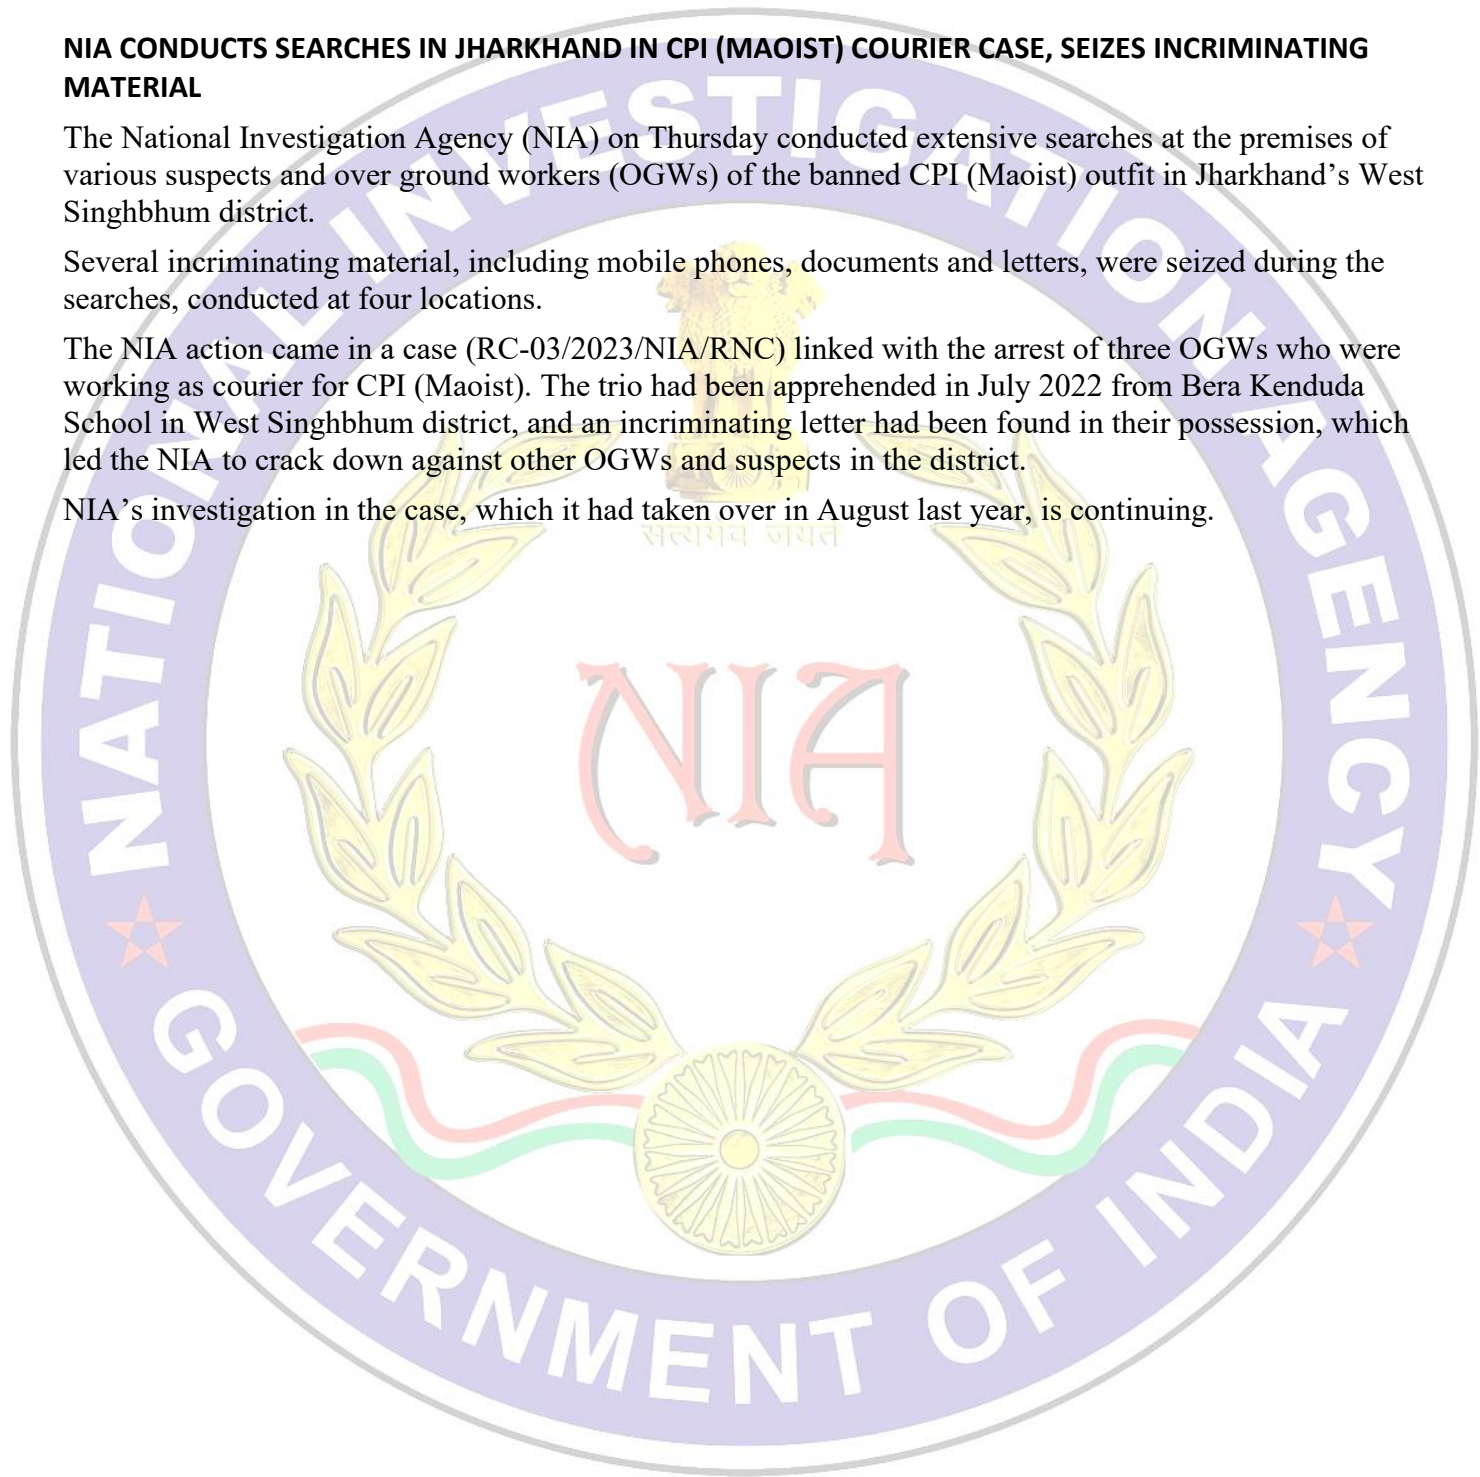 NIA CONDUCTS SEARCHES IN JHARKHAND IN CPI (MAOIST) COURIER CASE, SEIZES INCRIMINATING
MATERIAL
The National Investigation Agency (NIA) on Thursday conducted extensive searches at the premises of
various suspects and over ground workers (OGWs) of the banned CPI (Maoist) outfit in Jharkhand’s West
Singhbhum district.
Several incriminating material, including mobile phones, documents and letters, were seized during the
searches, conducted at four locations.
The NIA action came in a case (RC-03/2023/NIA/RNC) linked with the arrest of three OGWs who were
working as courier for CPI (Maoist). The trio had been apprehended in July 2022 from Bera Kenduda
School in West Singhbhum district, and an incriminating letter had been found in their possession, which
led the NIA to crack down against other OGWs and suspects in the district.
NIA’s investigation in the case, which it had taken over in August last year, is continuing.
NATIONAL INVESTIGATION AGENCY
सत्यमेव जयते
NIA
GOVERNMENT OF INDIA